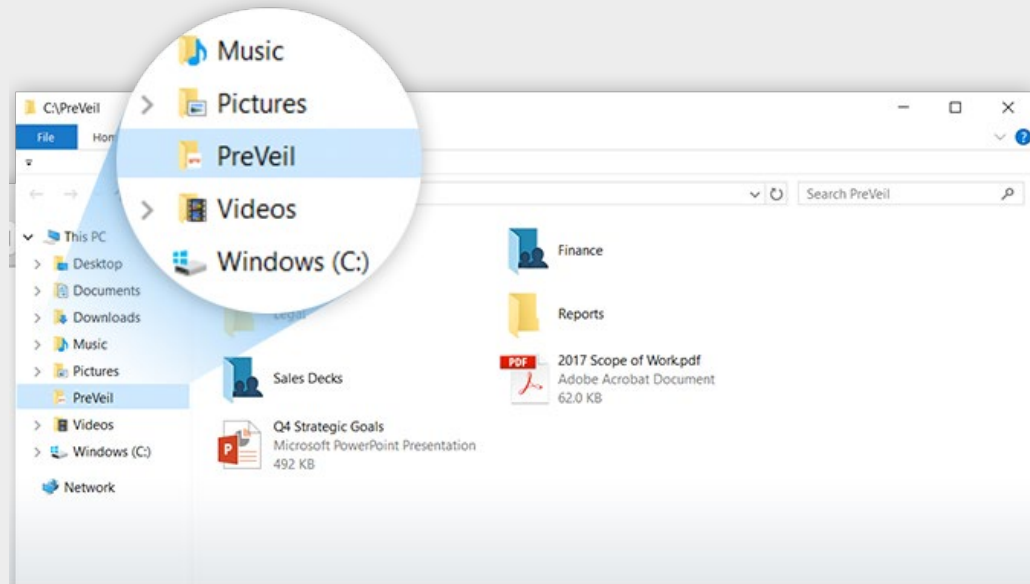 Music
Pictures
PreVeil
Videos
Windows (C:)
C:\PreVeil
File
Search PreVeil
This PC
Desktop
Documents
Downloads
Music
Pictures
PreVeil
Videos
Windows (C:)
Network
Finance
Legal
Reports
Sales Decks
PDF
2017 Scope of Work.pdf
Adobe Acrobat Document
62.0 KB
P
Q4 Strategic Goals
Microsoft PowerPoint Presentation
492 KB